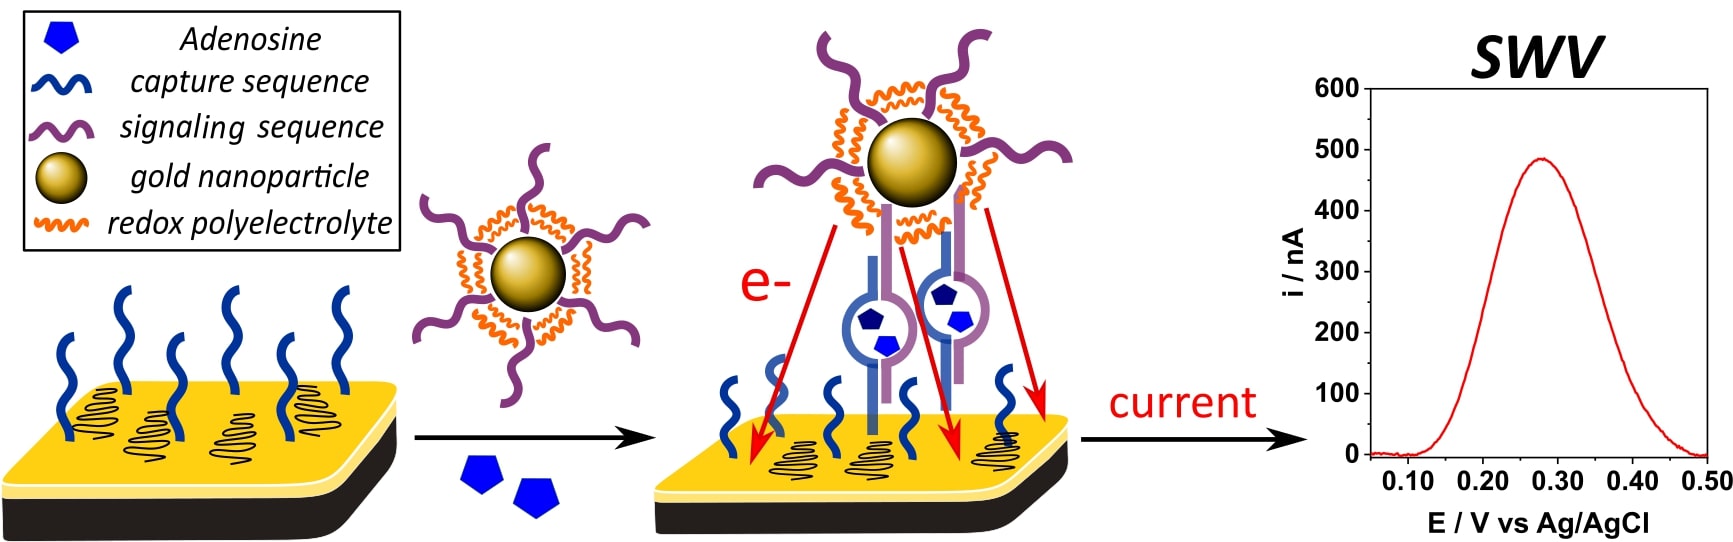 Adenosine
capture sequence
signaling sequence
gold nanoparticle
redox polyelectrolyte
e-
current
SWV
600
500
400
300
200
100
0
i / nA
0.10 0.20 0.30 0.40 0.50
E / V vs Ag/AgCl